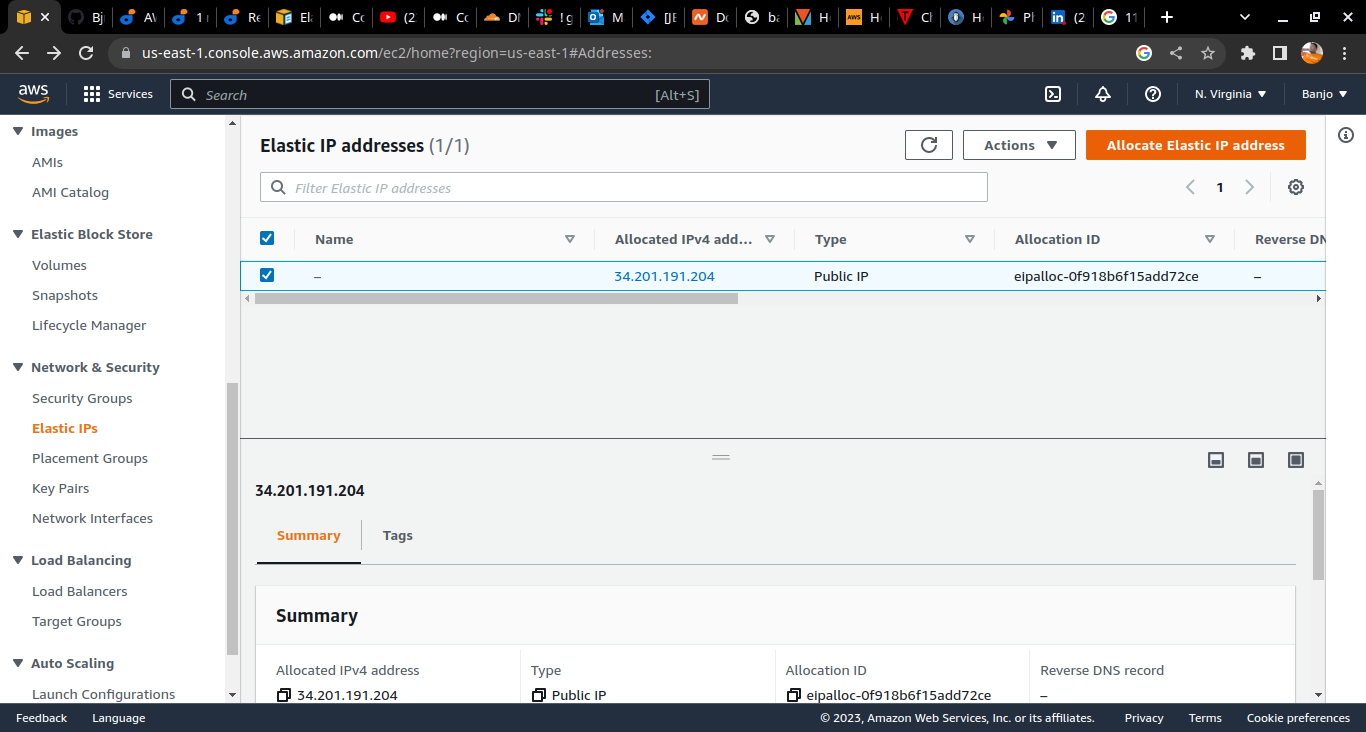 Bj
AV
1 r
Re
Ela
Co
(2
Co
DN
! g
M
[JE
Do
ba
Ho
H
Cl
Ho
Ph
(2
11
us-east-1.console.aws.amazon.com/ec2/home?region=us-east-1#Addresses:
aws
Services
Search
[Alt+S]
N. Virginia
Banjo
Images
AMIs
AMI Catalog
Elastic Block Store
Volumes
Snapshots
Lifecycle Manager
Network & Security
Security Groups
Elastic IPs
Placement Groups
Key Pairs
Network Interfaces
Load Balancing
Load Balancers
Target Groups
Auto Scaling
Launch Configurations
Elastic IP addresses (1/1)
Actions
Allocate Elastic IP address
Filter Elastic IP addresses
1
Name
Allocated IPv4 add...
Type
Allocation ID
Reverse DN
–
34.201.191.204
Public IP
eipalloc-0f918b6f15add72ce
–
34.201.191.204
Summary
Tags
Summary
Allocated IPv4 address
Type
Allocation ID
Reverse DNS record
34.201.191.204
Public IP
eipalloc-0f918b6f15add72ce
–
Feedback
Language
© 2023, Amazon Web Services, Inc. or its affiliates.
Privacy
Terms
Cookie preferences